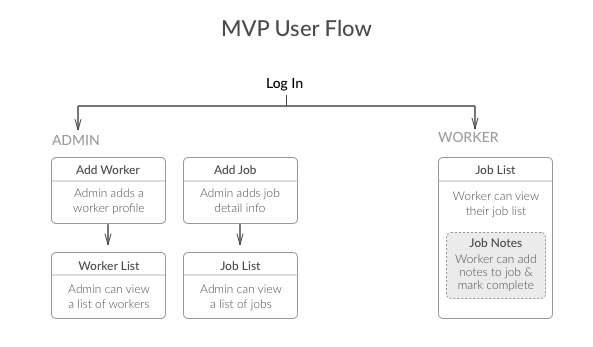 MVP User Flow
Log In
ADMIN
WORKER
Add Worker
Admin adds a
worker profile
Add Job
Admin adds job
detail info
Worker List
Admin can view
a list of workers
Job List
Admin can view
a list of jobs
Job List
Worker can view
their job list
Job Notes
Worker can add
notes to job &
mark complete